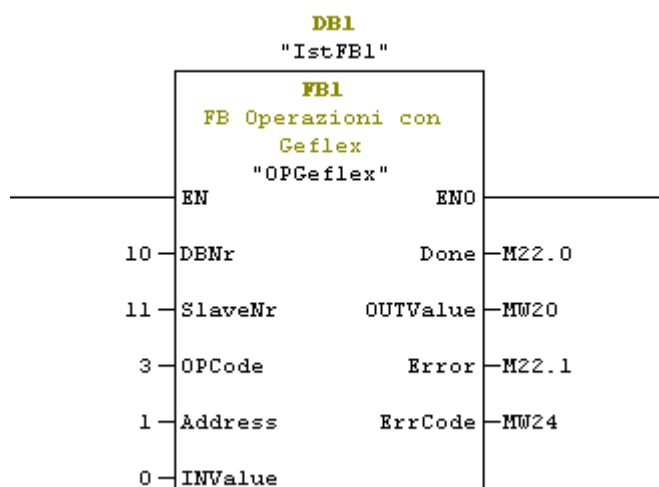 DB1
"IstFB1"
FB1
FB Operazioni con
Geflex
"OPGeflex"
EN ENO
10 DBNr Done M22.0
11 SlaveNr OUTValue MW20
3 OPCode Error M22.1
1 Address ErrCode MW24
0 INValue